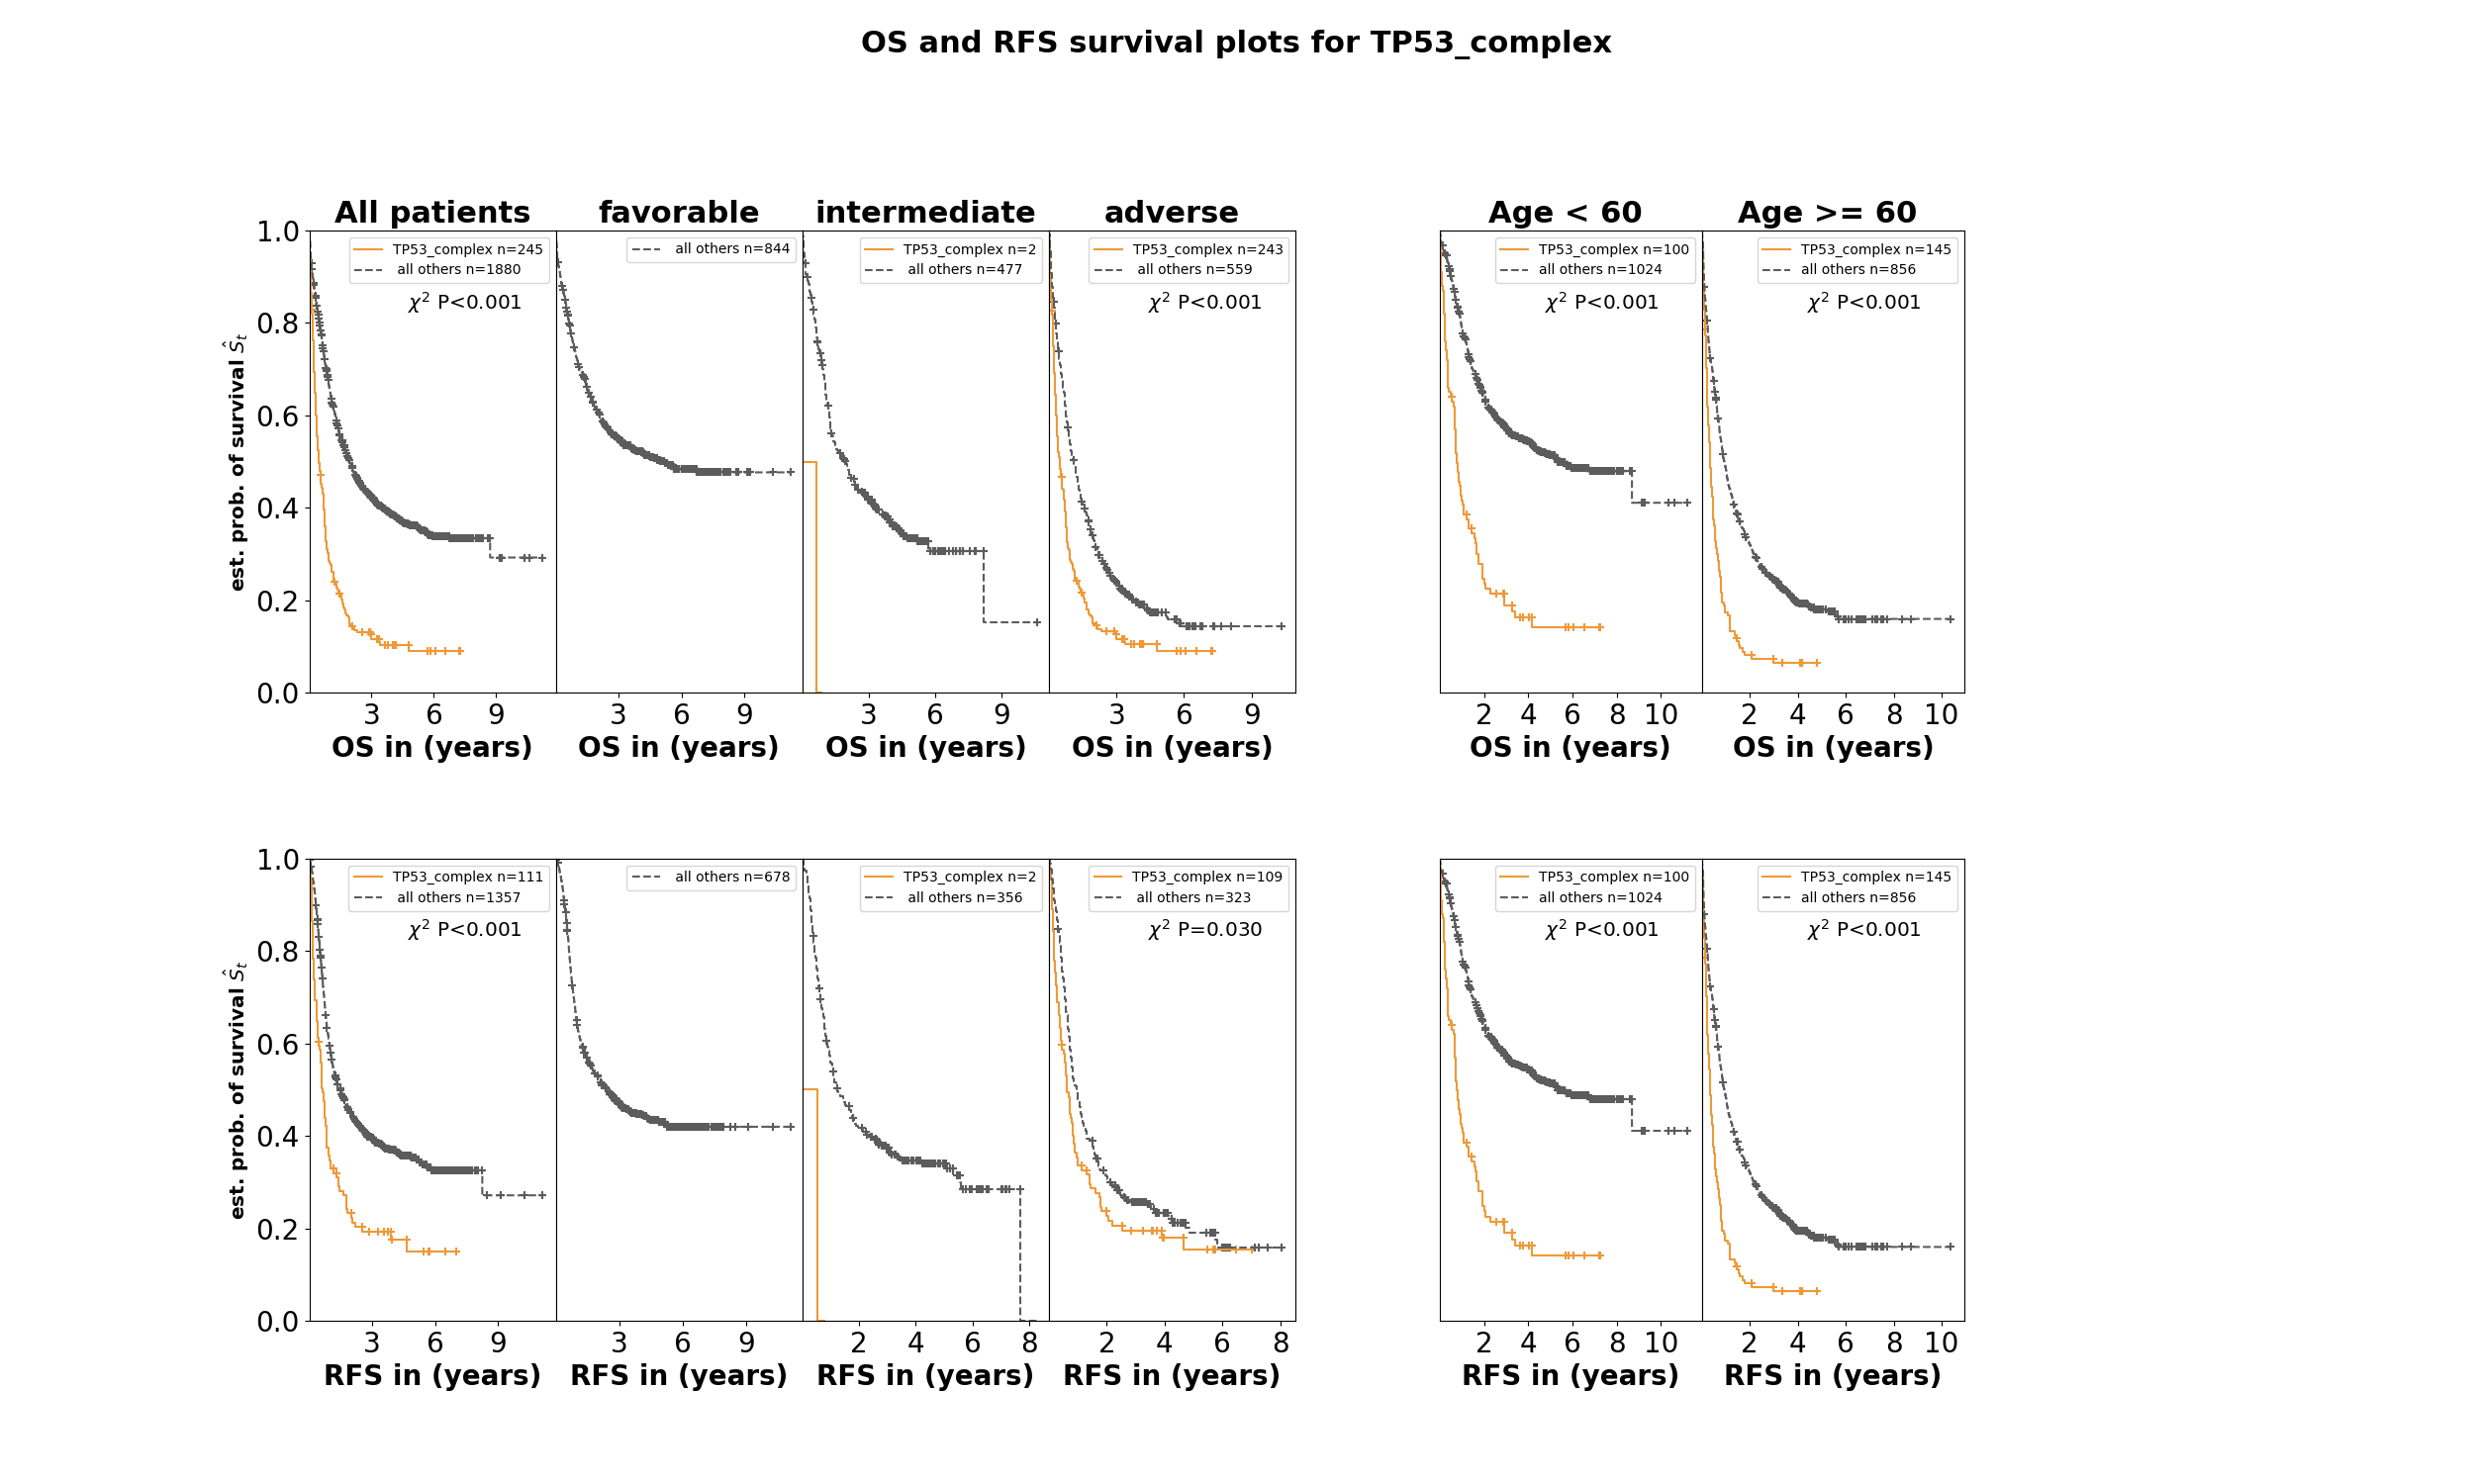 OS and RFS survival plots for TP53_complex
All patients favorable intermediate adverse Age < 60 Age >= 60
TP53_complex n=245
all others n=1880
χ² P<0.001
all others n=844
TP53_complex n=2
all others n=477
TP53_complex n=243
all others n=559
χ² P<0.001
TP53_complex n=100
all others n=1024
χ² P<0.001
TP53_complex n=145
all others n=856
χ² P<0.001
est. prob. of survival Ŝₜ
1.0
0.8
0.6
0.4
0.2
0.0
3 6 9 3 6 9 3 6 9 3 6 9 2 4 6 8 10 2 4 6 8 10
OS in (years) OS in (years) OS in (years) OS in (years) OS in (years) OS in (years)
TP53_complex n=111
all others n=1357
χ² P<0.001
all others n=678
TP53_complex n=2
all others n=356
TP53_complex n=109
all others n=323
χ² P=0.030
TP53_complex n=100
all others n=1024
χ² P<0.001
TP53_complex n=145
all others n=856
χ² P<0.001
est. prob. of survival Ŝₜ
1.0
0.8
0.6
0.4
0.2
0.0
3 6 9 3 6 9 2 4 6 8 2 4 6 8 2 4 6 8 10 2 4 6 8 10
RFS in (years) RFS in (years) RFS in (years) RFS in (years) RFS in (years) RFS in (years)